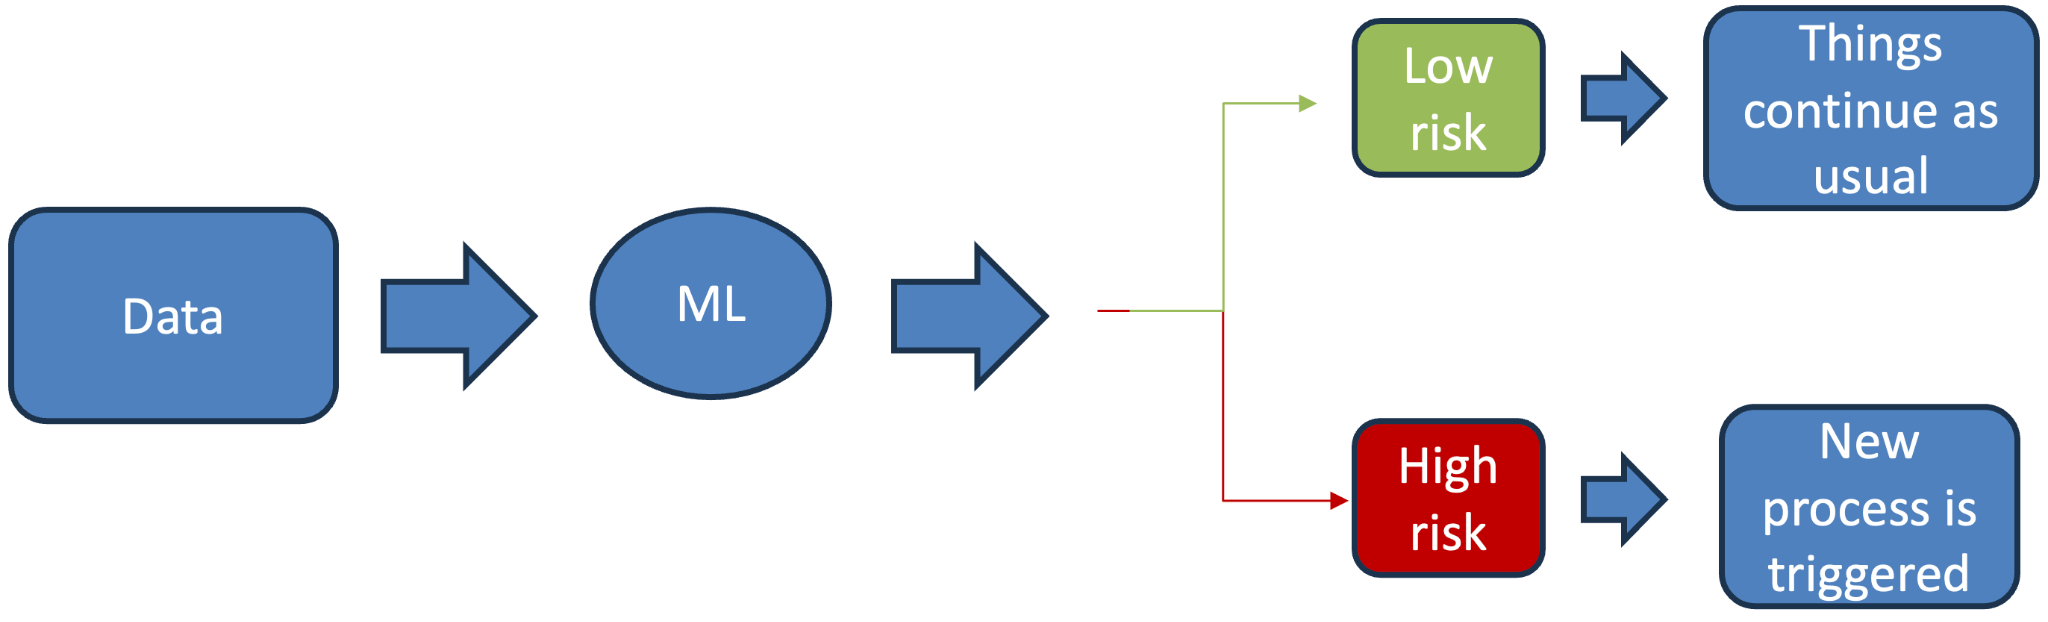 Data
ML
Low
risk
Things
continue as
usual
High
risk
New
process is
triggered